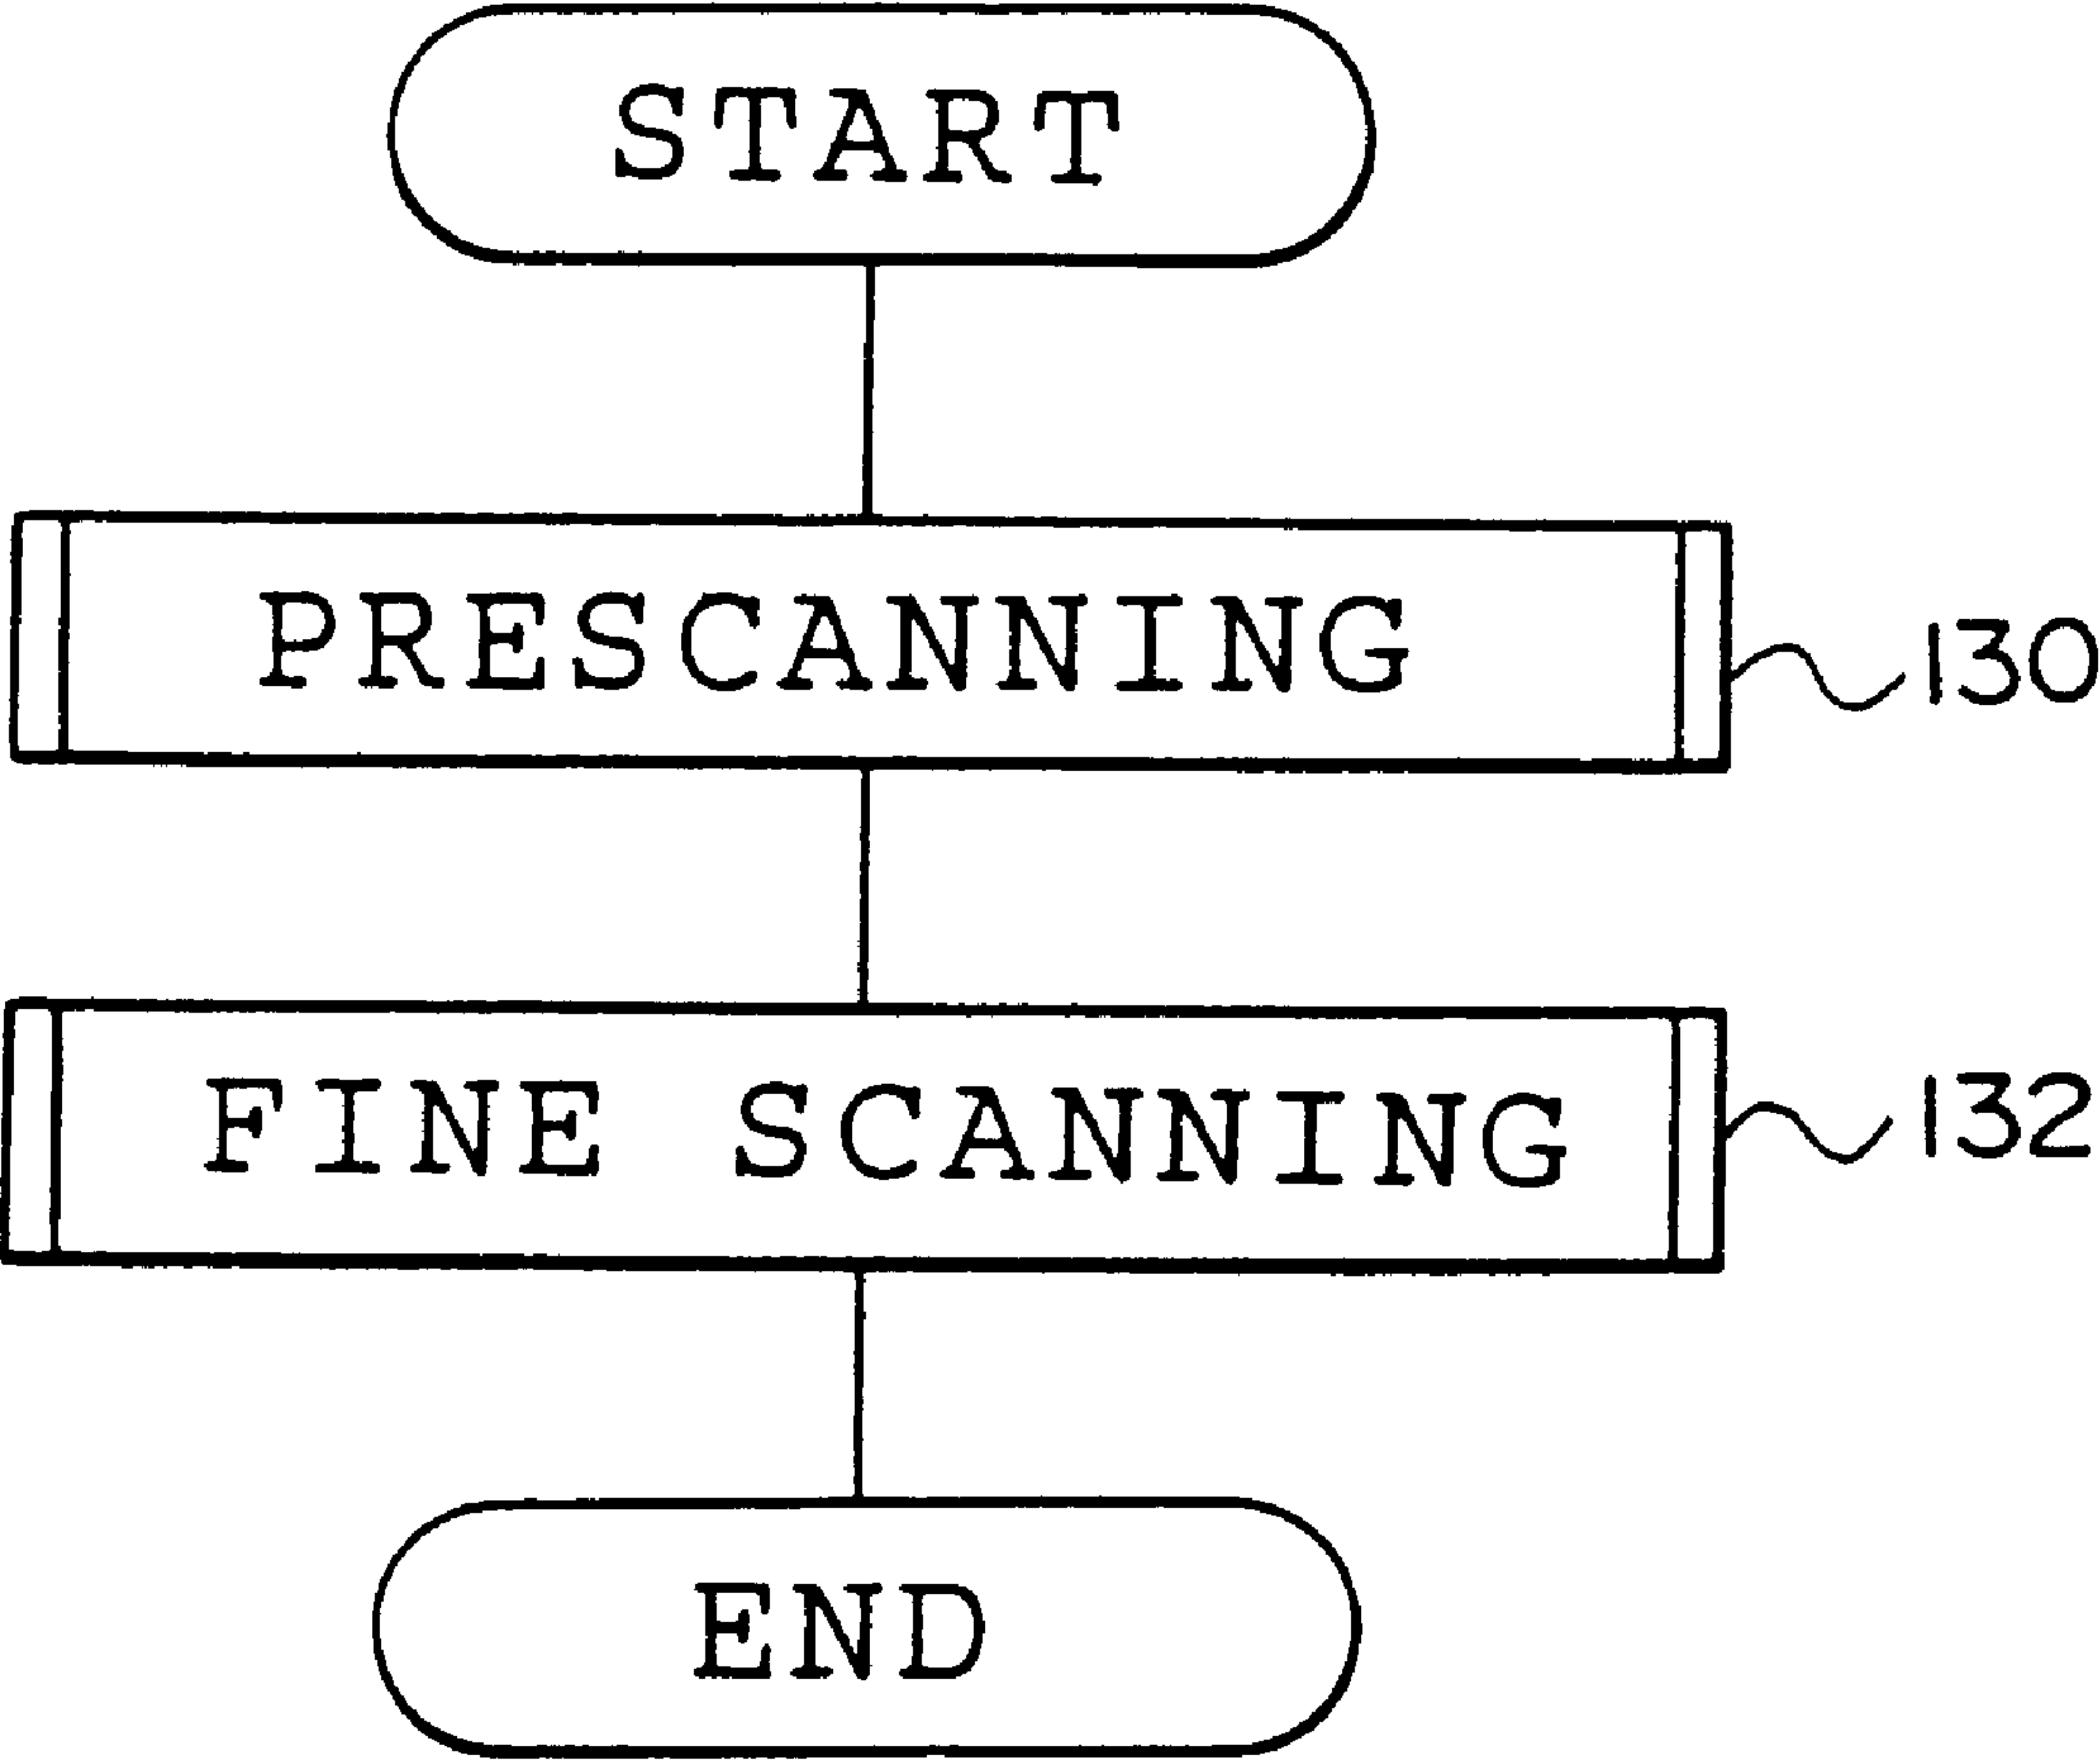 START
PRESCANNING
130
FINE SCANNING
132
END